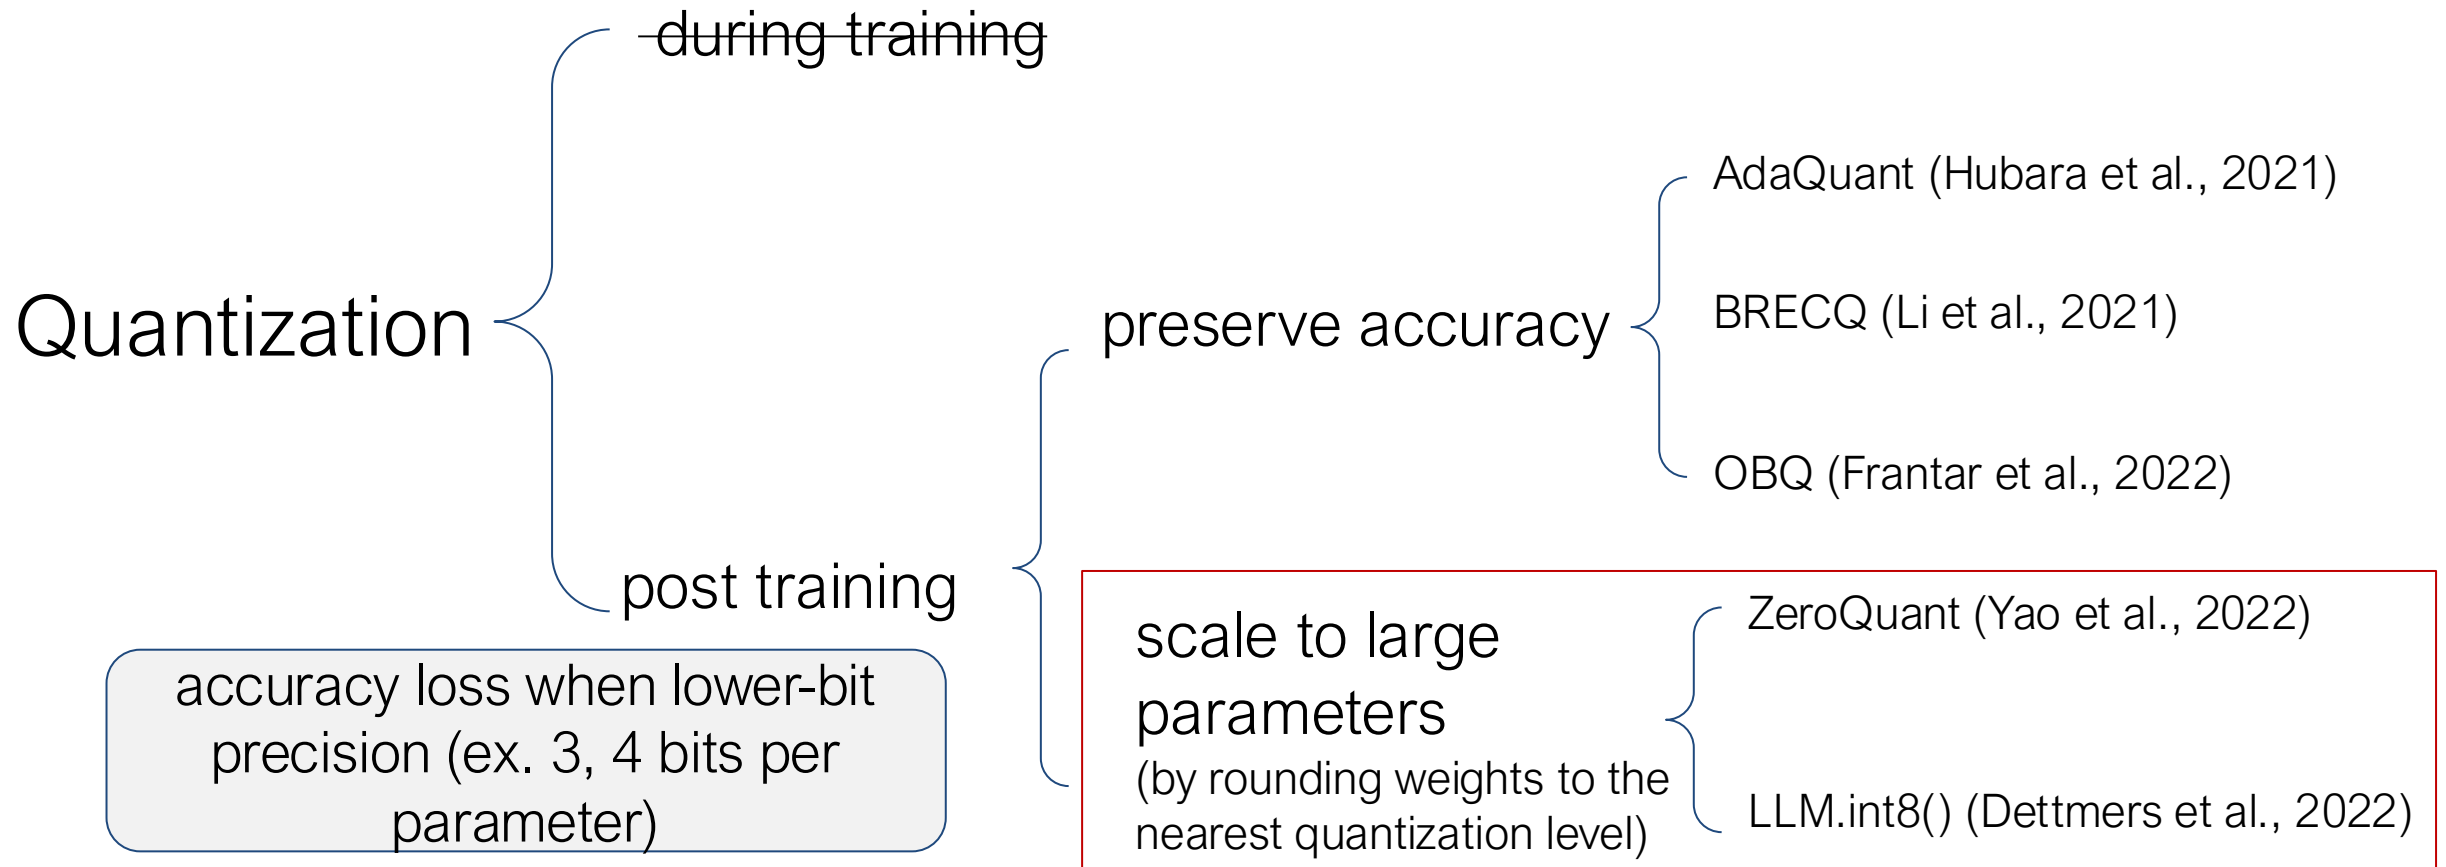 during training
Quantization
post training
accuracy loss when lower-bit
precision (ex. 3, 4 bits per
parameter)
preserve accuracy
AdaQuant (Hubara et al., 2021)
BRECQ (Li et al., 2021)
OBQ (Frantar et al., 2022)
scale to large
parameters
(by rounding weights to the
nearest quantization level)
ZeroQuant (Yao et al., 2022)
LLM.int8() (Dettmers et al., 2022)